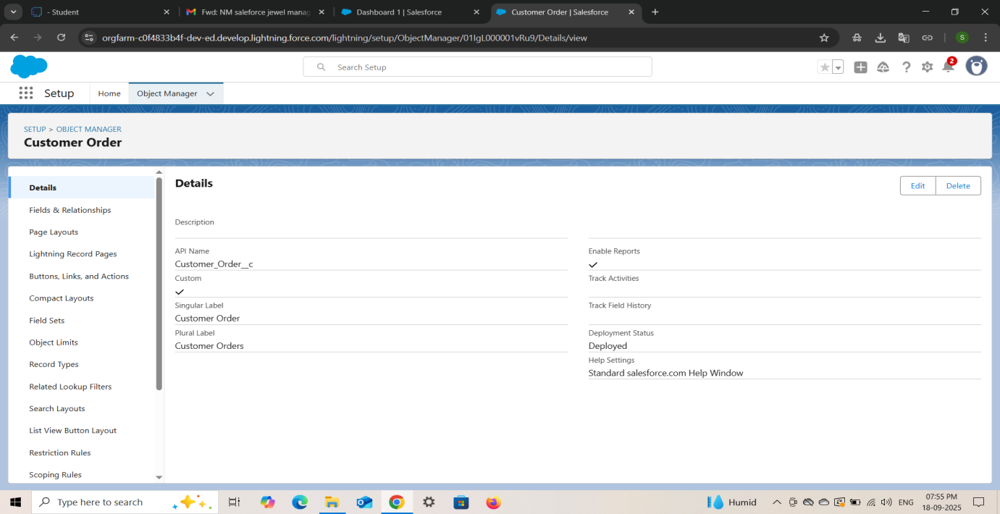 - Student
Fwd: NM saleforce jewel manag
Dashboard 1 | Salesforce
Customer Order | Salesforce
orgfarm-c0f4833b4f-dev-ed.develop.lightning.force.com/lightning/setup/ObjectManager/01IgL000001vRu9/Details/view
S
Search Setup
2
Setup
Home
Object Manager
SETUP > OBJECT MANAGER
Customer Order
Details
Fields & Relationships
Page Layouts
Lightning Record Pages
Buttons, Links, and Actions
Compact Layouts
Field Sets
Object Limits
Record Types
Related Lookup Filters
Search Layouts
List View Button Layout
Restriction Rules
Scoping Rules
Details
Edit
Delete
Description
API Name
Customer_Order__c
Custom
Singular Label
Customer Order
Plural Label
Customer Orders
Enable Reports
Track Activities
Track Field History
Deployment Status
Deployed
Help Settings
Standard salesforce.com Help Window
Type here to search
Humid
ENG
07:55 PM
18-09-2025